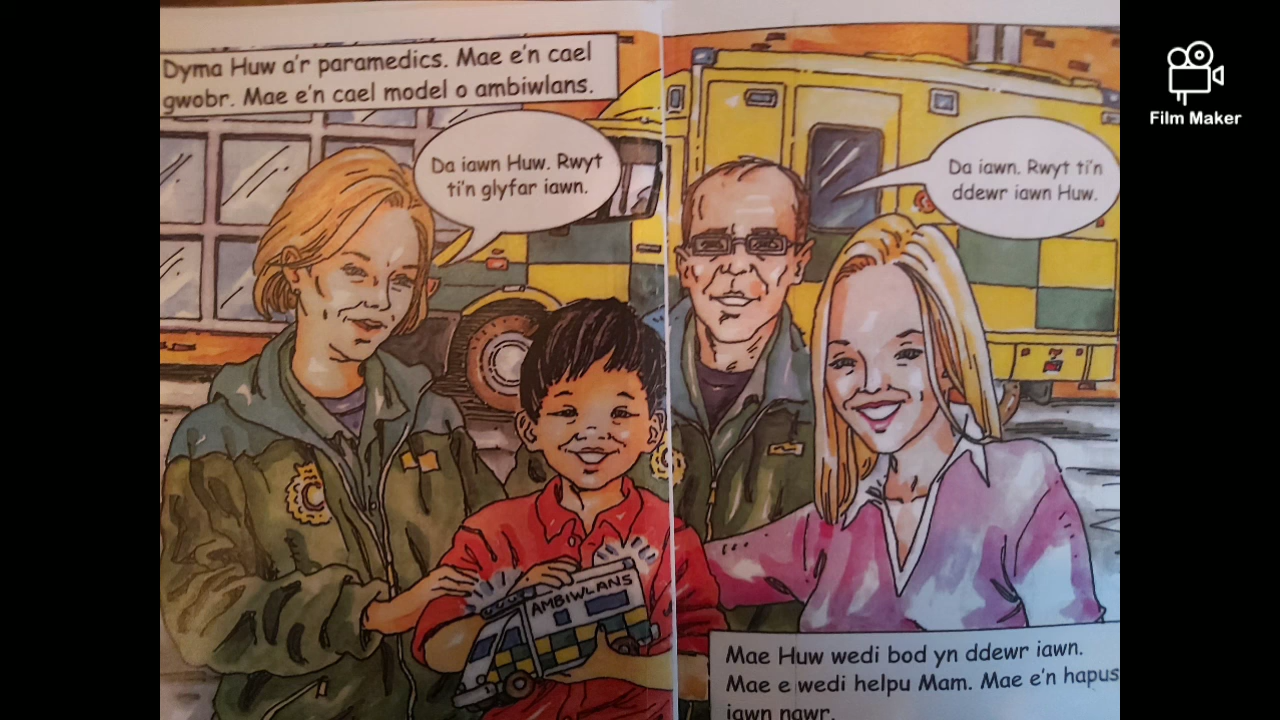 Dyma Huw a'r paramedics. Mae e'n cael
gwobr. Mae e'n cael model o ambiwlans.
Da iawn Huw. Rwyt
ti'n glyfar iawn.
Da iawn. Rwyt ti'n
ddewr iawn Huw.
AMBIWLANS
Mae Huw wedi bod yn ddewr iawn.
Mae e wedi helpu Mam. Mae e'n hapus
iawn nawr.
Film Maker